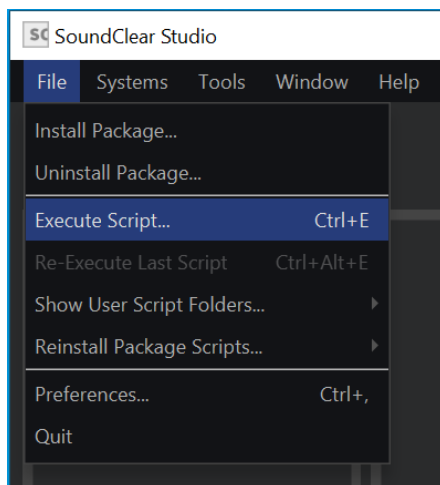 SC SoundClear Studio
File Systems Tools Window Help
Install Package...
Uninstall Package...
Execute Script... Ctrl+E
Re-Execute Last Script Ctrl+Alt+E
Show User Script Folders...
Reinstall Package Scripts...
Preferences... Ctrl+,
Quit